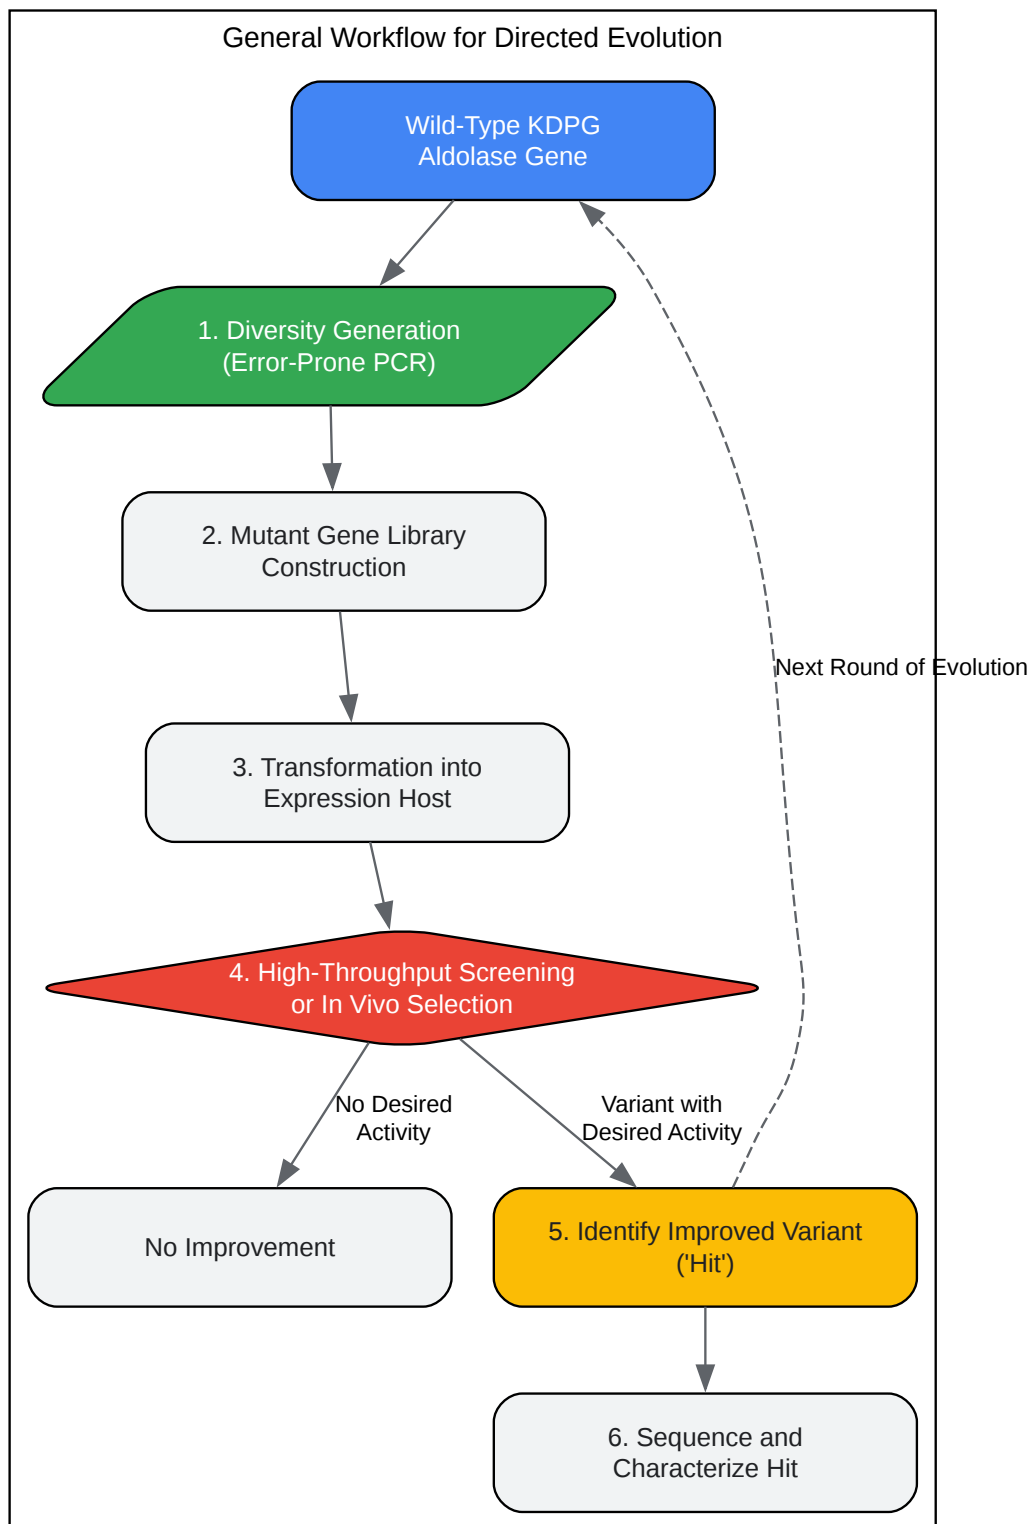 General Workflow for Directed Evolution
Wild-Type KDPG
Aldolase Gene
1. Diversity Generation
(Error-Prone PCR)
2. Mutant Gene Library
Construction
Next Round of Evolution
3. Transformation into
Expression Host
4. High-Throughput Screening
or In Vivo Selection
No Desired
Activity
Variant with
Desired Activity
No Improvement
5. Identify Improved Variant
('Hit')
6. Sequence and
Characterize Hit